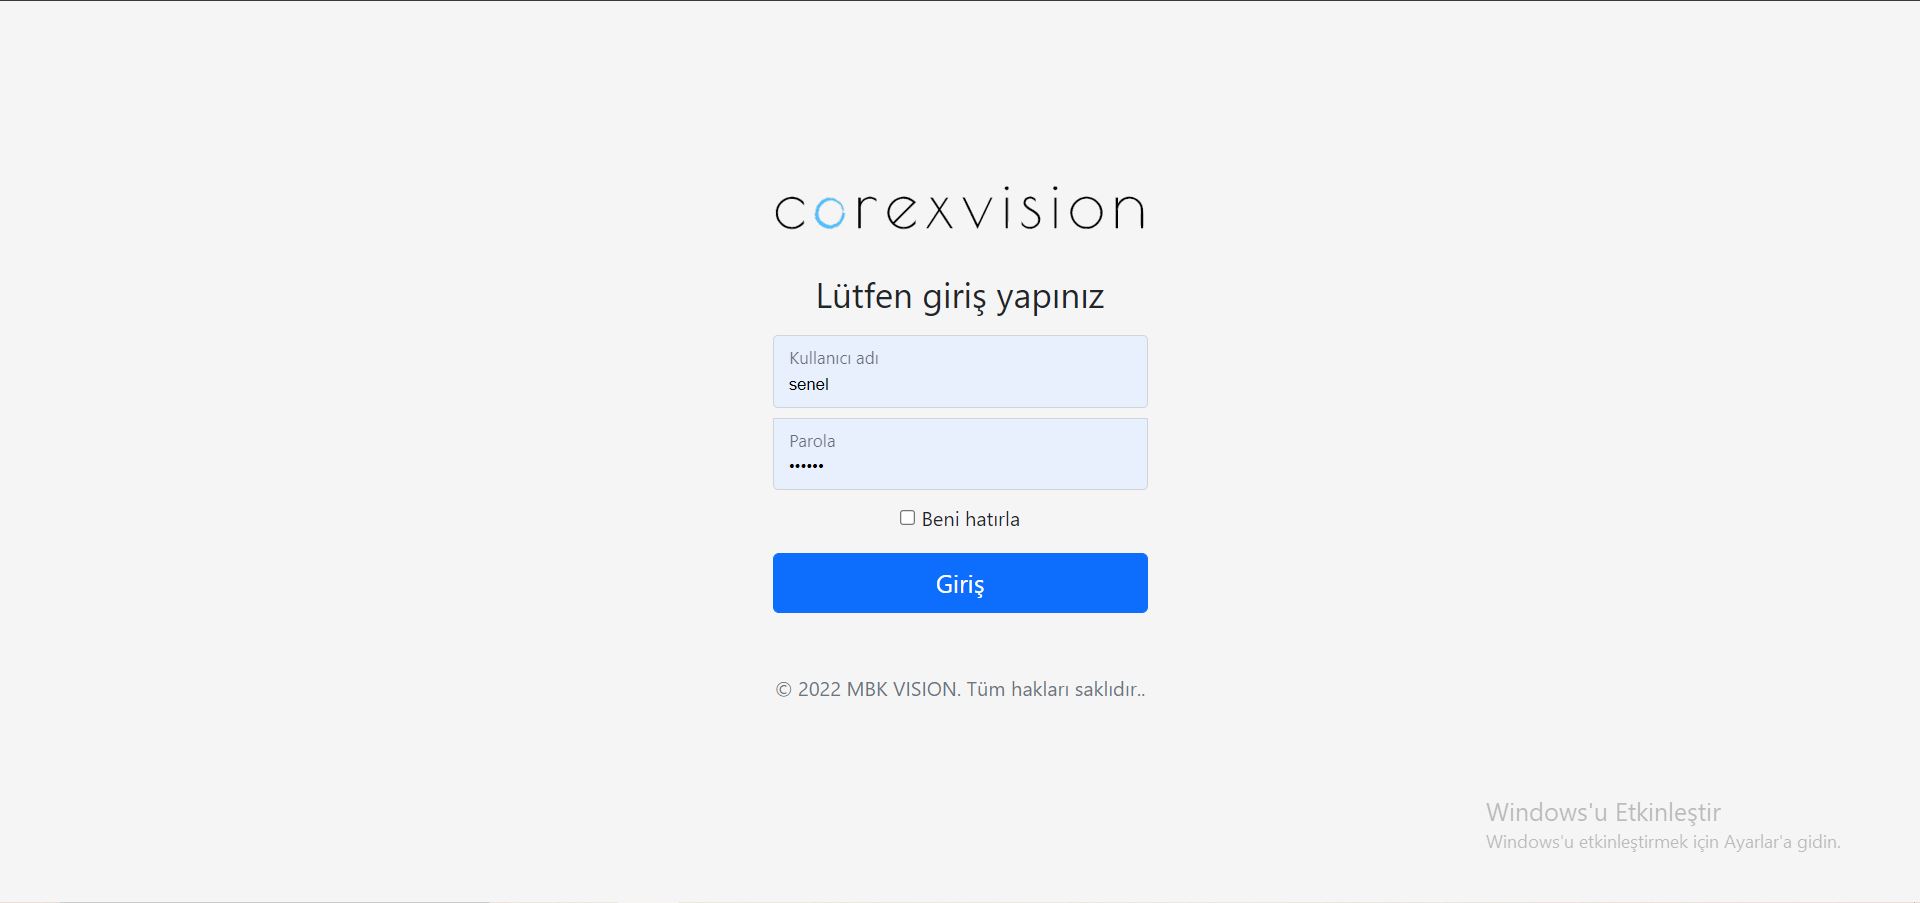 corexvision
Lütfen giriş yapınız
Kullanıcı adı
senel
Parola
••••••
Beni hatırla
Giriş
© 2022 MBK VISION. Tüm hakları saklıdır..
Windows'u Etkinleştir
Windows'u etkinleştirmek için Ayarlar'a gidin.